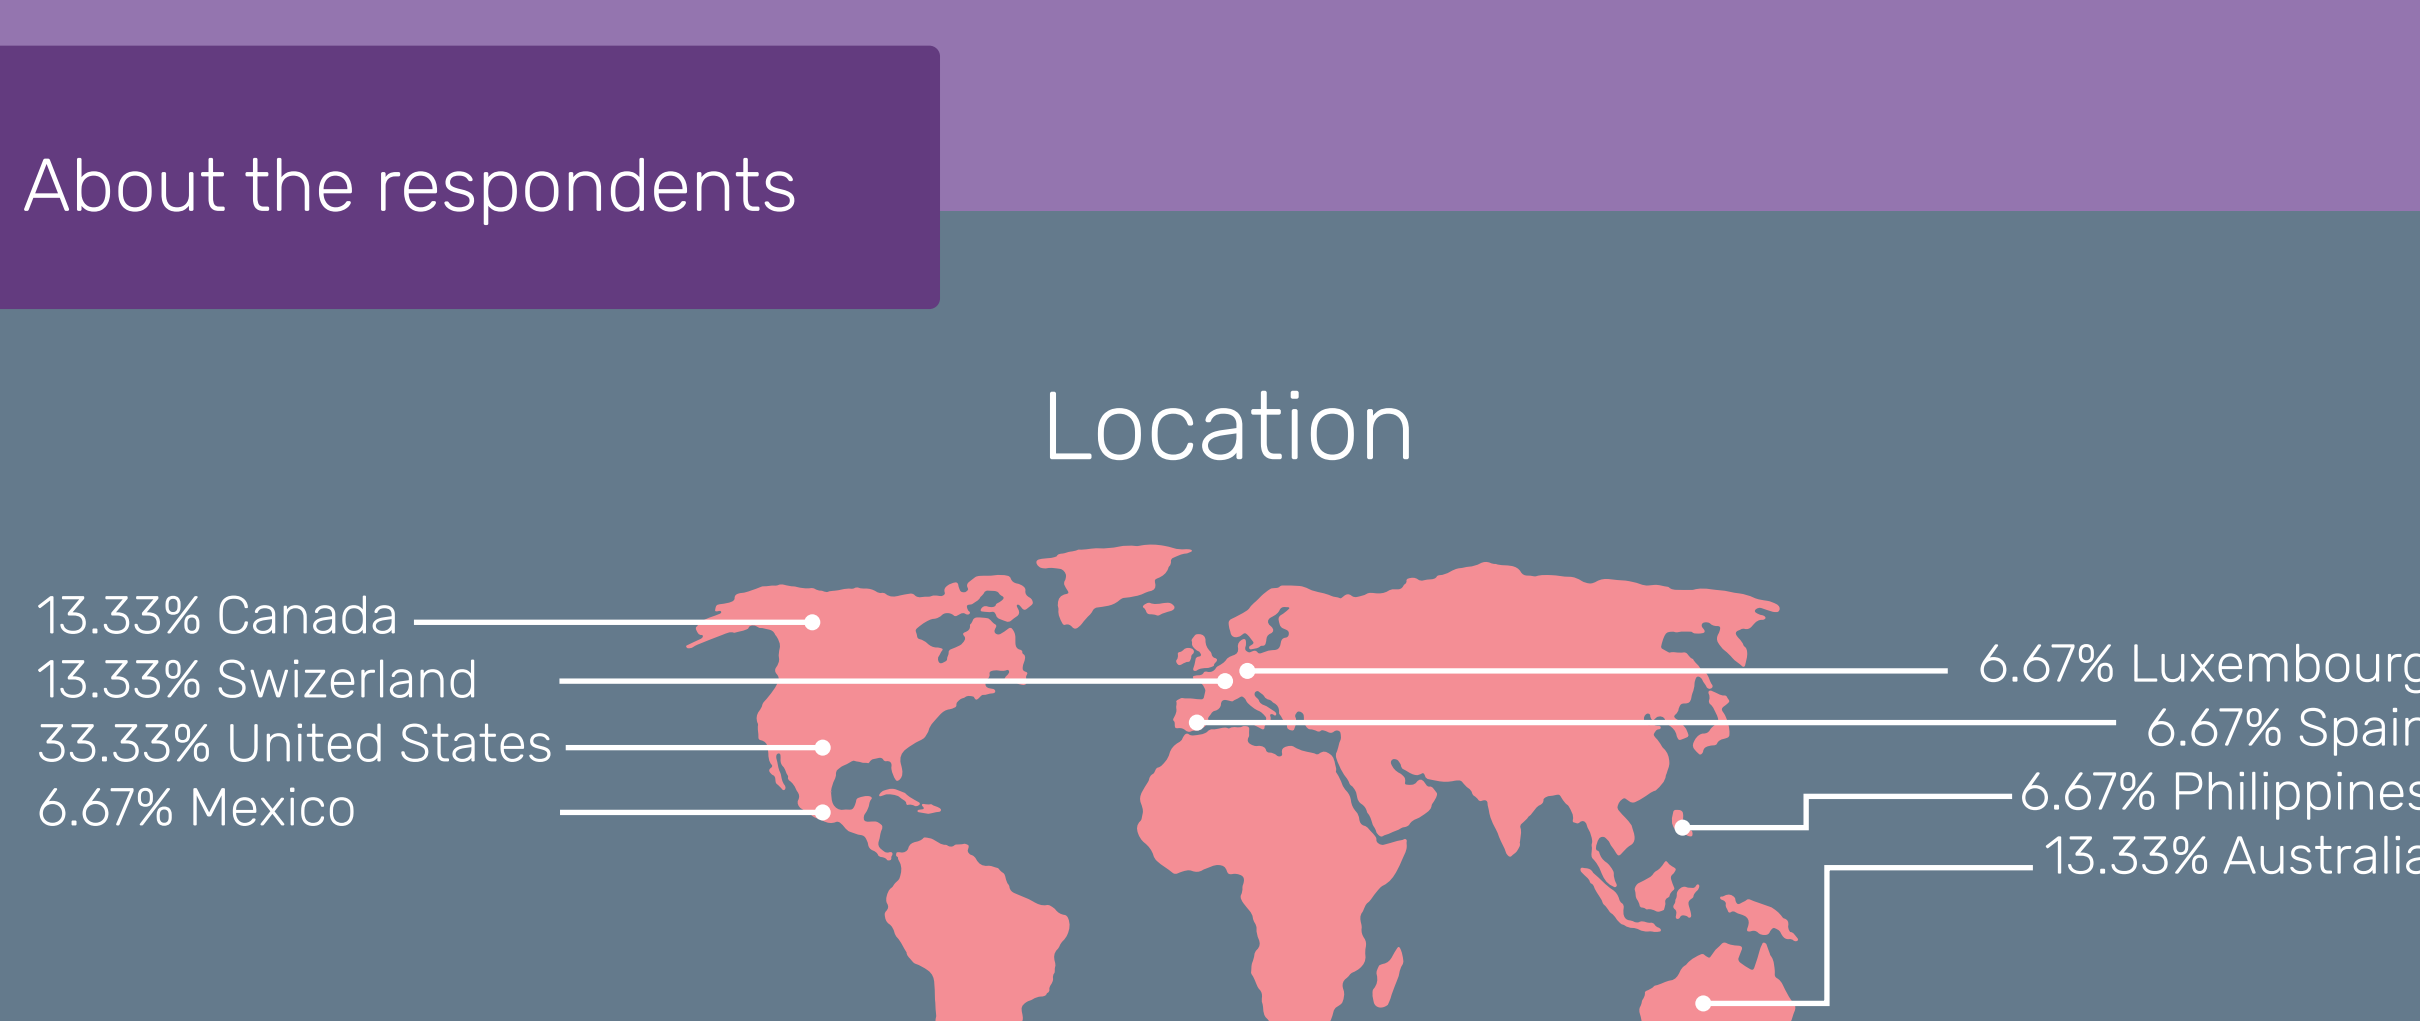 About the respondents
Location
13.33% Canada
13.33% Swizerland
33.33% United States
6.67% Mexico
6.67% Luxembourg
6.67% Spain
6.67% Philippines
13.33% Australia